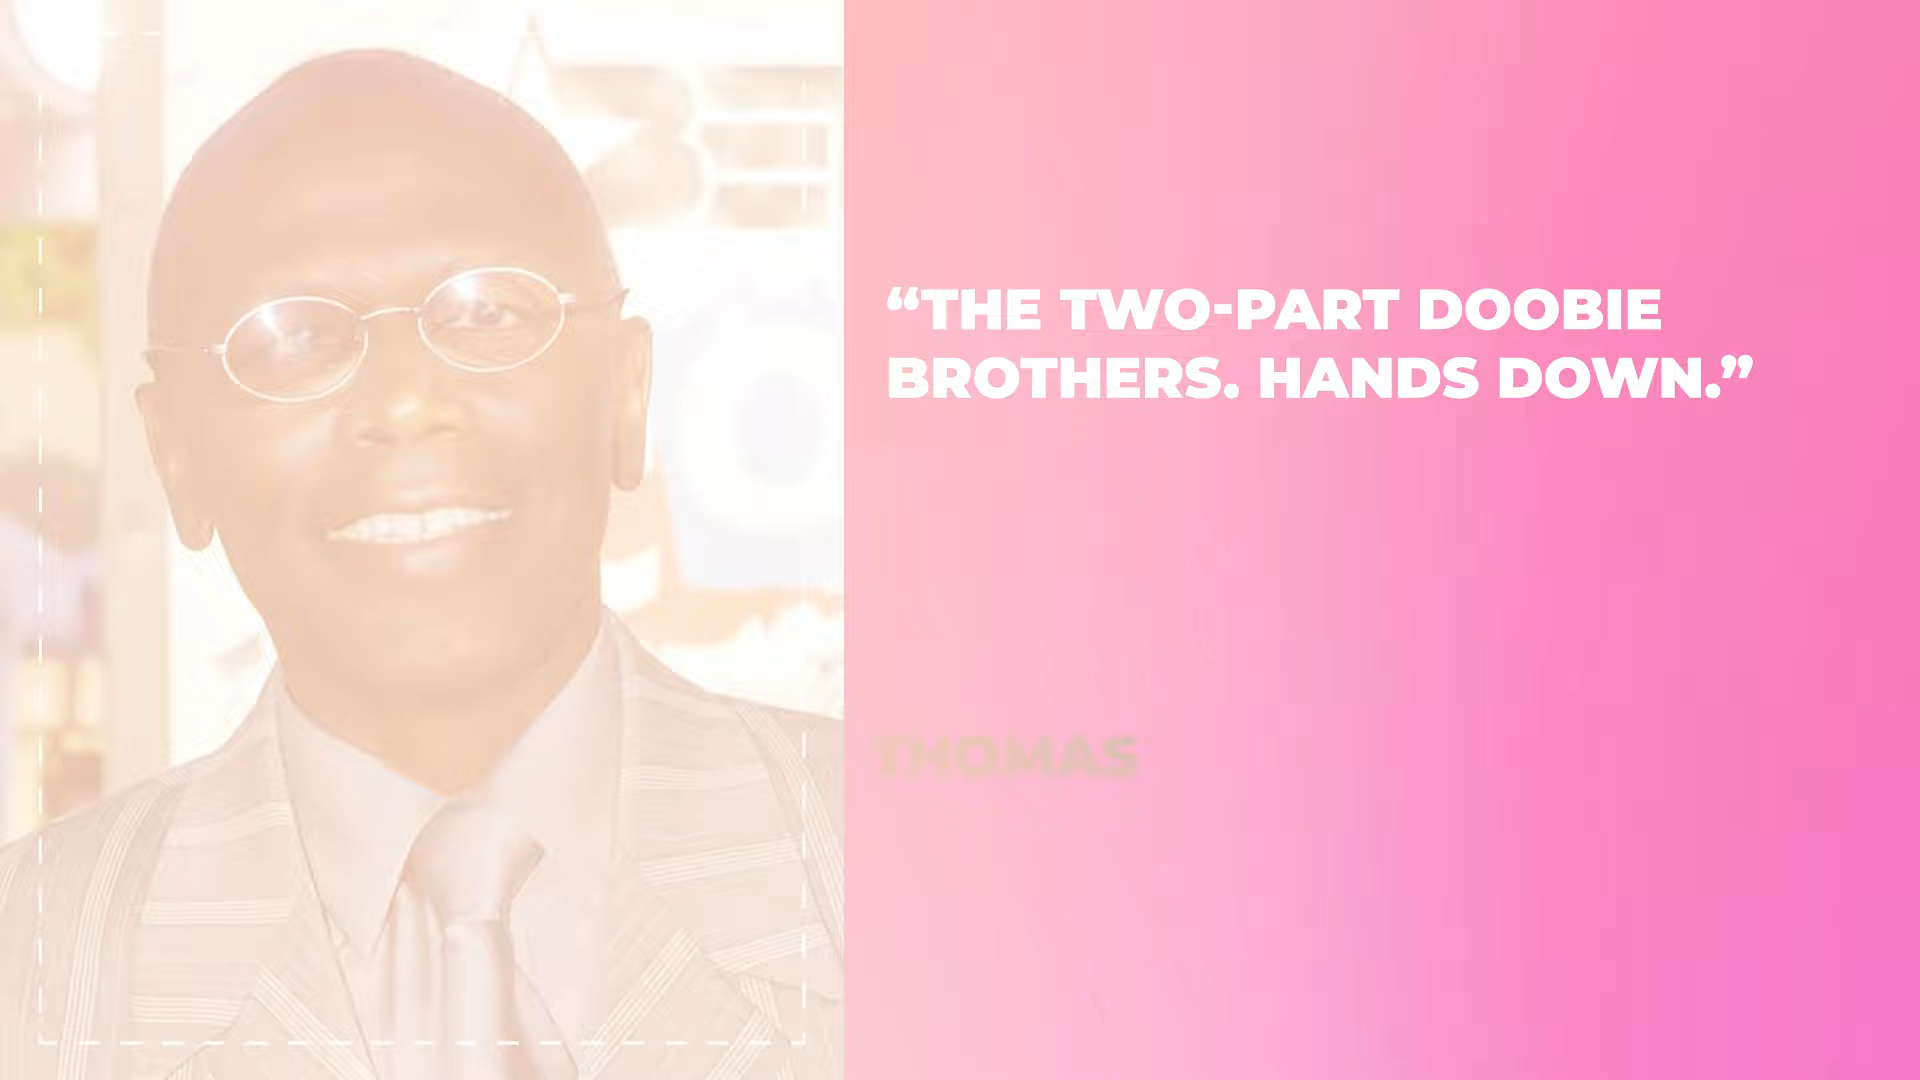 “THE TWO-PART DOOBIE
BROTHERS. HANDS DOWN.”
THOMAS